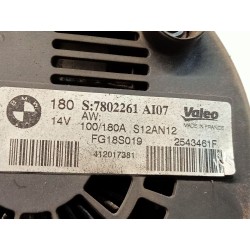 180 S:7802261 AI07
14V AW:
Valeo
MADE IN FRANCE
100/180A S12AN12
FG18S019 2543461F
412017381